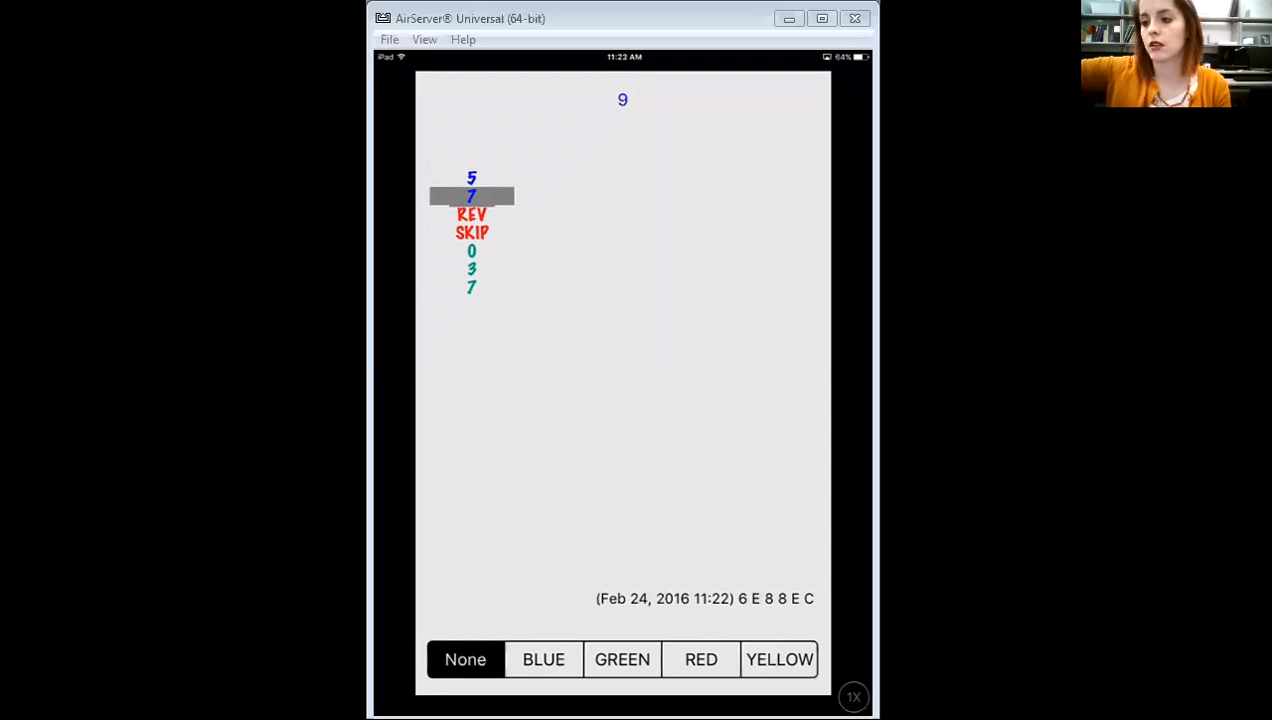 AirServer® Universal (64-bit)
File View Help
iPad 11:22 AM 64%
9
5
7
REV
SKIP
0
3
7
(Feb 24, 2016 11:22) 6 E 8 8 E C
None BLUE GREEN RED YELLOW
1X